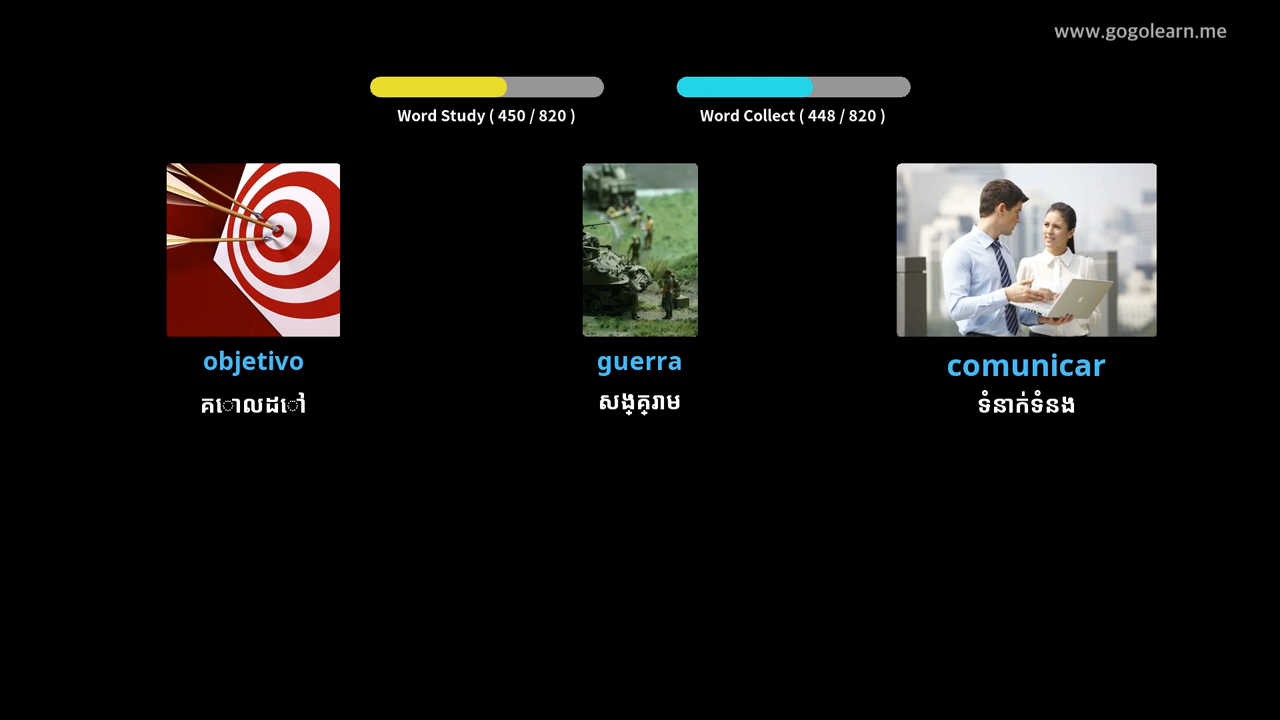 www.gogolearn.me
Word Study ( 450 / 820 )
Word Collect ( 448 / 820 )
objetivo
គោលដៅ
guerra
សង្គ្រាម
comunicar
ទំនាក់ទំនង